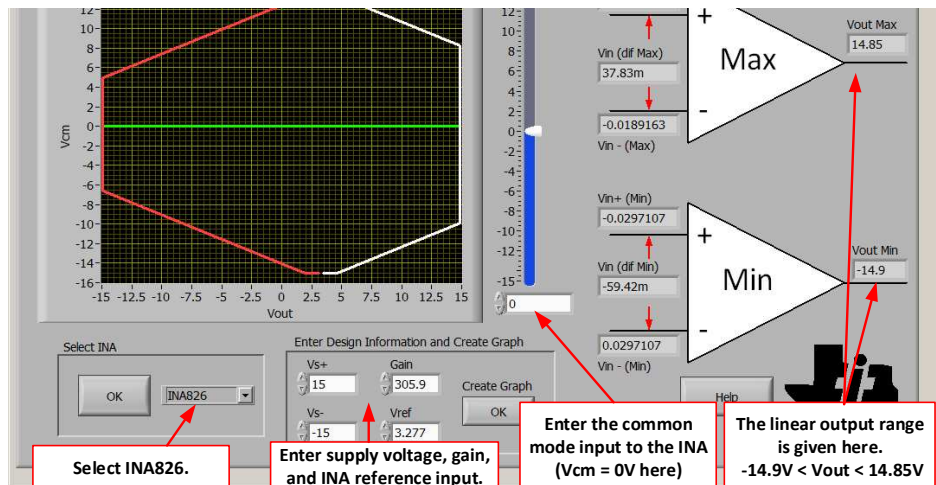 12-
10-
8-
6-
4-
2-
0-
-2-
-4-
-6-
-8-
-10-
-12-
-14-
-16-
Vcm
-15 -12.5 -10 -7.5 -5 -2.5 0 2.5 5 7.5 10 12.5 15
Vout
12-
10-
8-
6-
4-
2-
0-
-2-
-4-
-6-
-8-
-10-
-12-
-15-
0
Vin (dif Max)
37.83m
-0.0189163
Vin - (Max)
+
Max
-
Vout Max
14.85
Vin+ (Min)
-0.0297107
Vin (dif Min)
-59.42m
0.0297107
Vin - (Min)
+
Min
-
Vout Min
-14.9
Select INA
OK
INA826
Enter Design Information and Create Graph
Vs+
15
Gain
305.9
Vs-
-15
Vref
3.277
Create Graph
OK
Help
Select INA826.
Enter supply voltage, gain,
and INA reference input.
Enter the common
mode input to the INA
(Vcm = 0V here)
The linear output range
is given here.
-14.9V < Vout < 14.85V